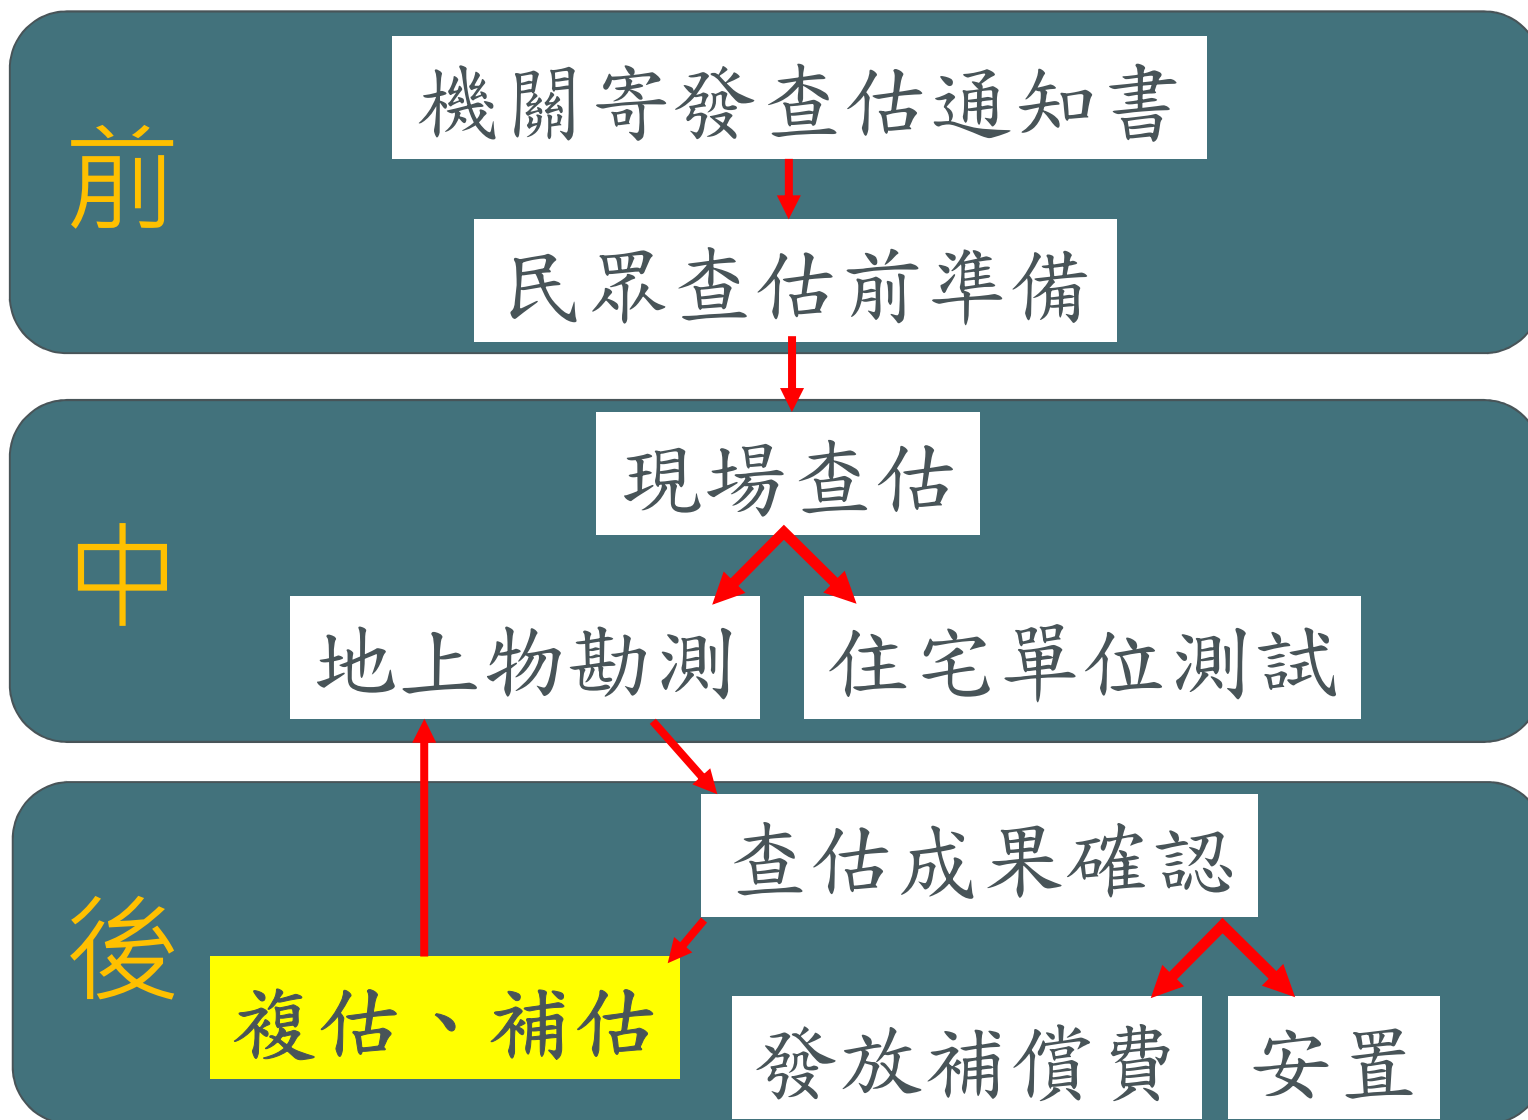 前
機關寄發查估通知書
民眾查估前準備
中
現場查估
地上物勘測
住宅單位測試
後
查估成果確認
複估、補估
發放補償費
安置